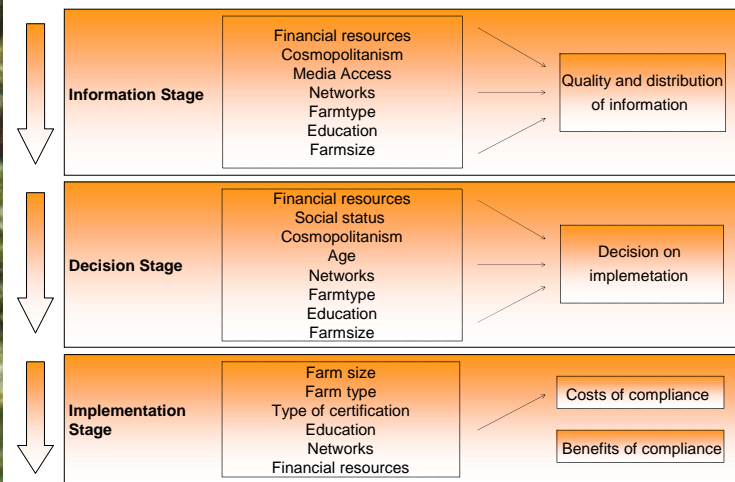 Information Stage
Financial resources
Cosmopolitanism
Media Access
Networks
Farmtype
Education
Farmsize
Quality and distribution
of information
Decision Stage
Financial resources
Social status
Cosmopolitanism
Age
Networks
Farmtype
Education
Farmsize
Decision on
implemetation
Implementation
Stage
Farm size
Farm type
Type of certification
Education
Networks
Financial resources
Costs of compliance
Benefits of compliance